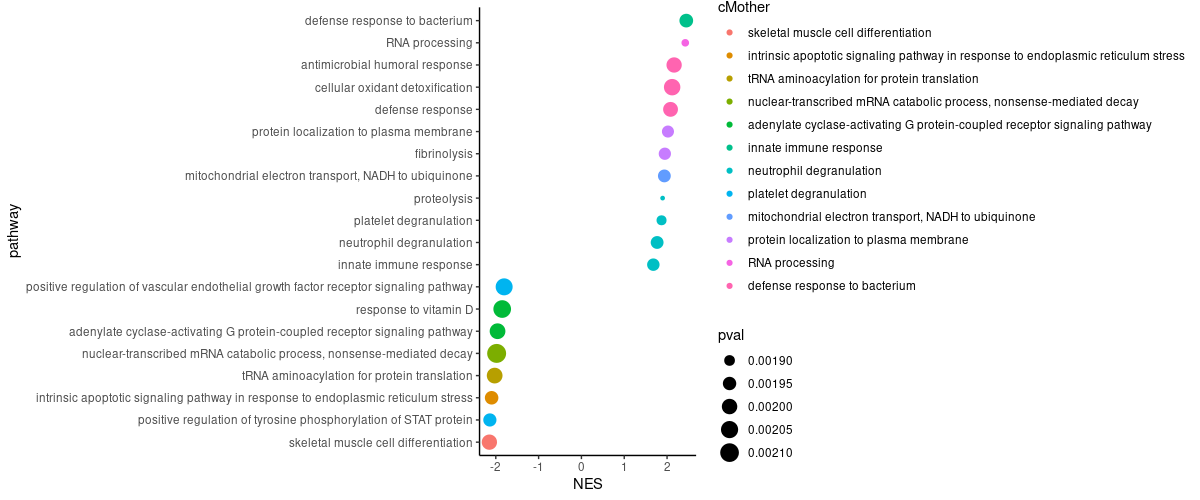 defense response to bacterium
RNA processing
antimicrobial humoral response
cellular oxidant detoxification
defense response
protein localization to plasma membrane
fibrinolysis
mitochondrial electron transport, NADH to ubiquinone
proteolysis
platelet degranulation
neutrophil degranulation
innate immune response
positive regulation of vascular endothelial growth factor receptor signaling pathway
response to vitamin D
adenylate cyclase-activating G protein-coupled receptor signaling pathway
nuclear-transcribed mRNA catabolic process, nonsense-mediated decay
tRNA aminoacylation for protein translation
intrinsic apoptotic signaling pathway in response to endoplasmic reticulum stress
positive regulation of tyrosine phosphorylation of STAT protein
skeletal muscle cell differentiation
pathway
-2 -1 0 1 2
NES
cMother
skeletal muscle cell differentiation
intrinsic apoptotic signaling pathway in response to endoplasmic reticulum stress
tRNA aminoacylation for protein translation
nuclear-transcribed mRNA catabolic process, nonsense-mediated decay
adenylate cyclase-activating G protein-coupled receptor signaling pathway
innate immune response
neutrophil degranulation
platelet degranulation
mitochondrial electron transport, NADH to ubiquinone
protein localization to plasma membrane
RNA processing
defense response to bacterium
pval
0.00190
0.00195
0.00200
0.00205
0.00210